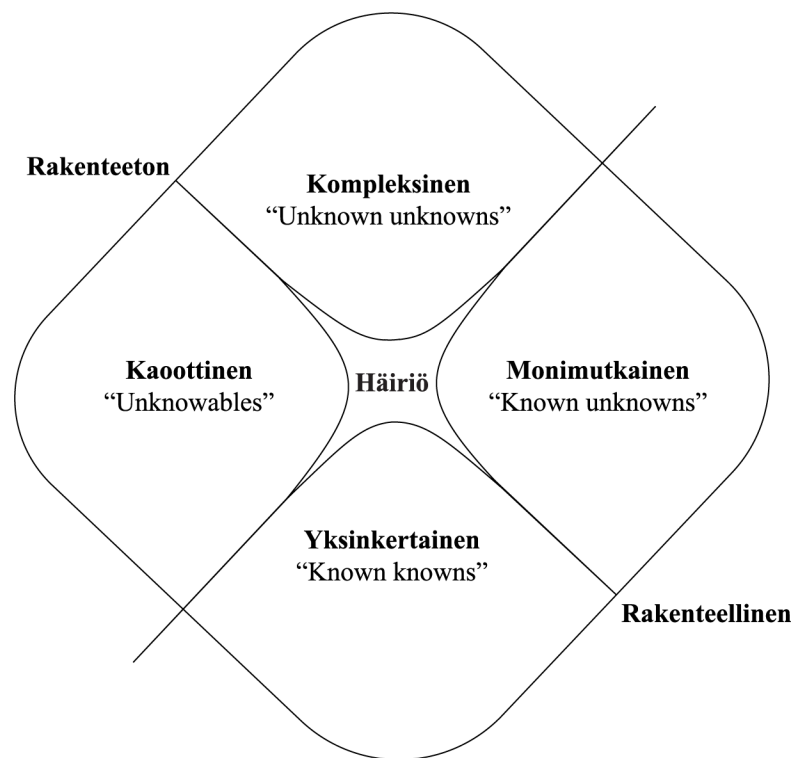 Rakenteeton
Kompleksinen
“Unknown unknowns”
Kaoottinen
“Unknowables”
Häiriö
Monimutkainen
“Known unknowns”
Yksinkertainen
“Known knowns”
Rakenteellinen